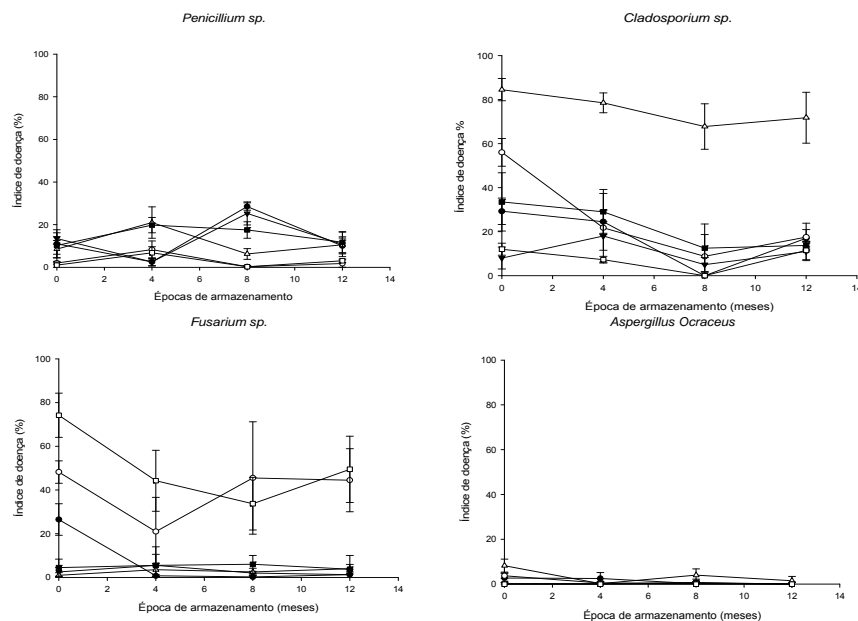 Penicillium sp.
100
80
60
40
20
0
Índice de doença (%)
0 2 4 6 8 10 12 14
Épocas de armazenamento
Cladosporium sp.
100
80
60
40
20
0
Índice de doença %
0 2 4 6 8 10 12 14
Época de armazenamento (meses)
Fusarium sp.
100
80
60
40
20
0
Índice de doença (%)
0 2 4 6 8 10 12 14
Época de armazenamento (meses)
Aspergillus Ocraceus
100
80
60
40
20
0
Índice de doença (%)
0 2 4 6 8 10 12 14
Época de armazenamento (meses)